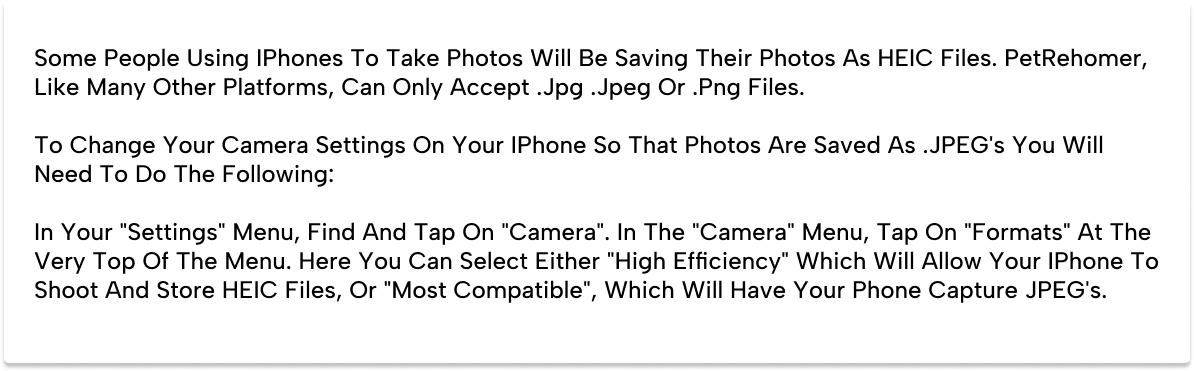 Some People Using IPhones To Take Photos Will Be Saving Their Photos As HEIC Files. PetRehomer,
Like Many Other Platforms, Can Only Accept .Jpg .Jpeg Or .Png Files.
To Change Your Camera Settings On Your IPhone So That Photos Are Saved As .JPEG's You Will
Need To Do The Following:
In Your "Settings" Menu, Find And Tap On "Camera". In The "Camera" Menu, Tap On "Formats" At The
Very Top Of The Menu. Here You Can Select Either "High Efficiency" Which Will Allow Your IPhone To
Shoot And Store HEIC Files, Or "Most Compatible", Which Will Have Your Phone Capture JPEG's.